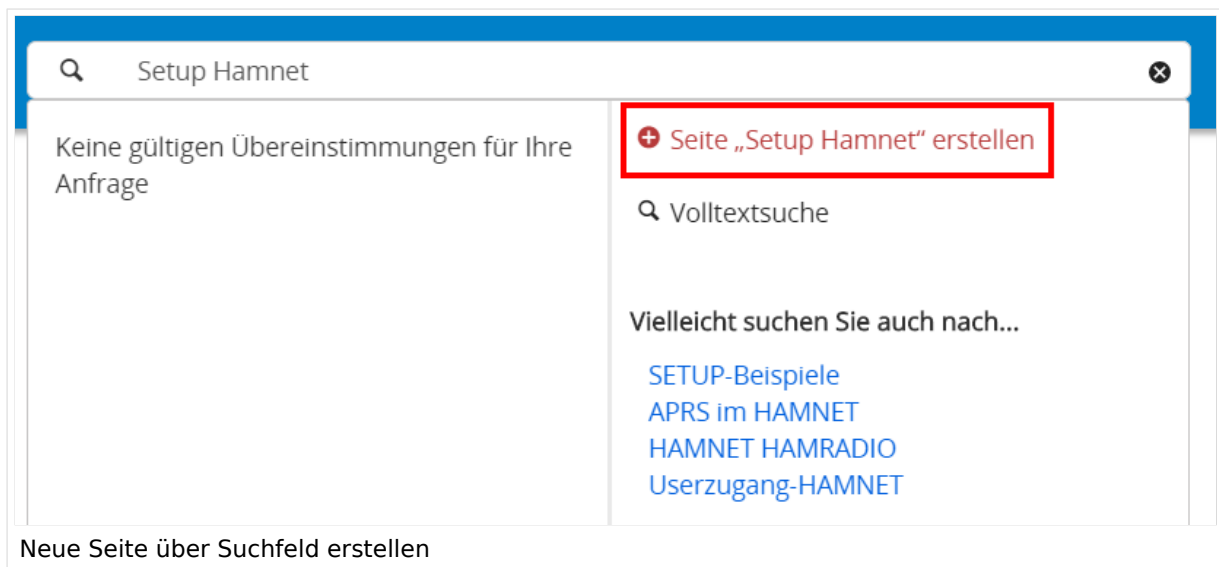 Setup Hamnet
Keine gültigen Übereinstimmungen für Ihre
Anfrage
Seite „Setup Hamnet“ erstellen
Volltextsuche
Vielleicht suchen Sie auch nach...
SETUP-Beispiele
APRS im HAMNET
HAMNET HAMRADIO
Userzugang-HAMNET
Neue Seite über Suchfeld erstellen